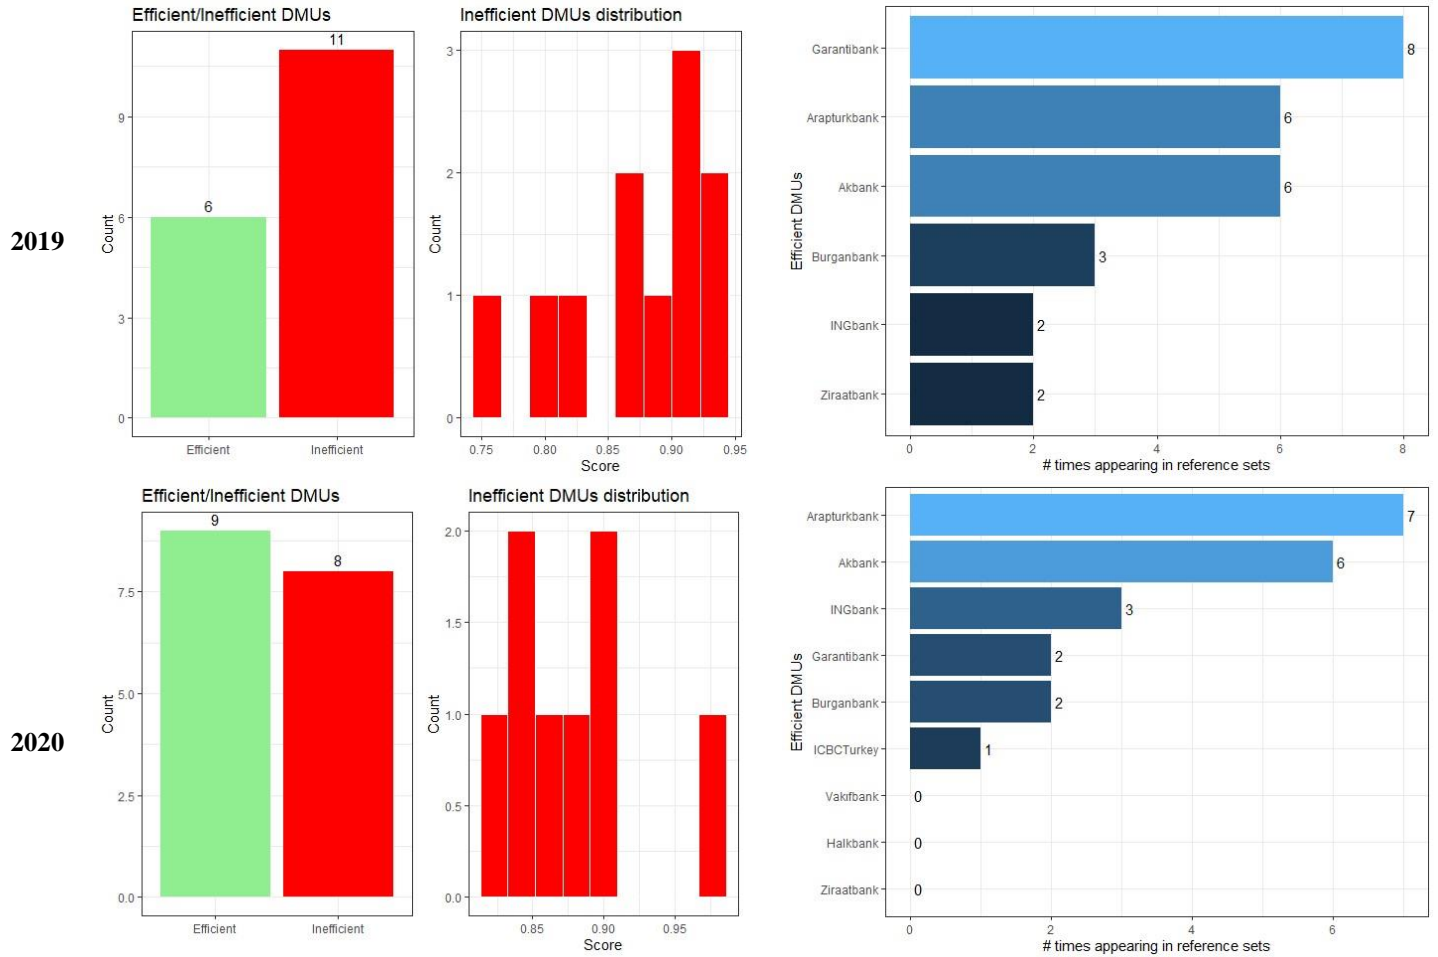 2019
Efficient/Inefficient DMUs
Count
9
6
3
0
6
11
Efficient
Inefficient
Inefficient DMUs distribution
Count
3
2
1
0
0.75 0.80 0.85 0.90 0.95
Score
Efficient DMUs
Garantibank 8
Arapturkbank 6
Akbank 6
Burganbank 3
INGbank 2
Ziraatbank 2
0 2 4 6 8
# times appearing in reference sets
2020
Efficient/Inefficient DMUs
Count
7.5
5.0
2.5
0.0
9
8
Efficient
Inefficient
Inefficient DMUs distribution
Count
2.0
1.5
1.0
0.5
0.0
0.85 0.90 0.95
Score
Efficient DMUs
Arapturkbank 7
Akbank 6
INGbank 3
Garantibank 2
Burganbank 2
ICBCTurkey 1
Vakıfbank 0
Halkbank 0
Ziraatbank 0
0 2 4 6
# times appearing in reference sets